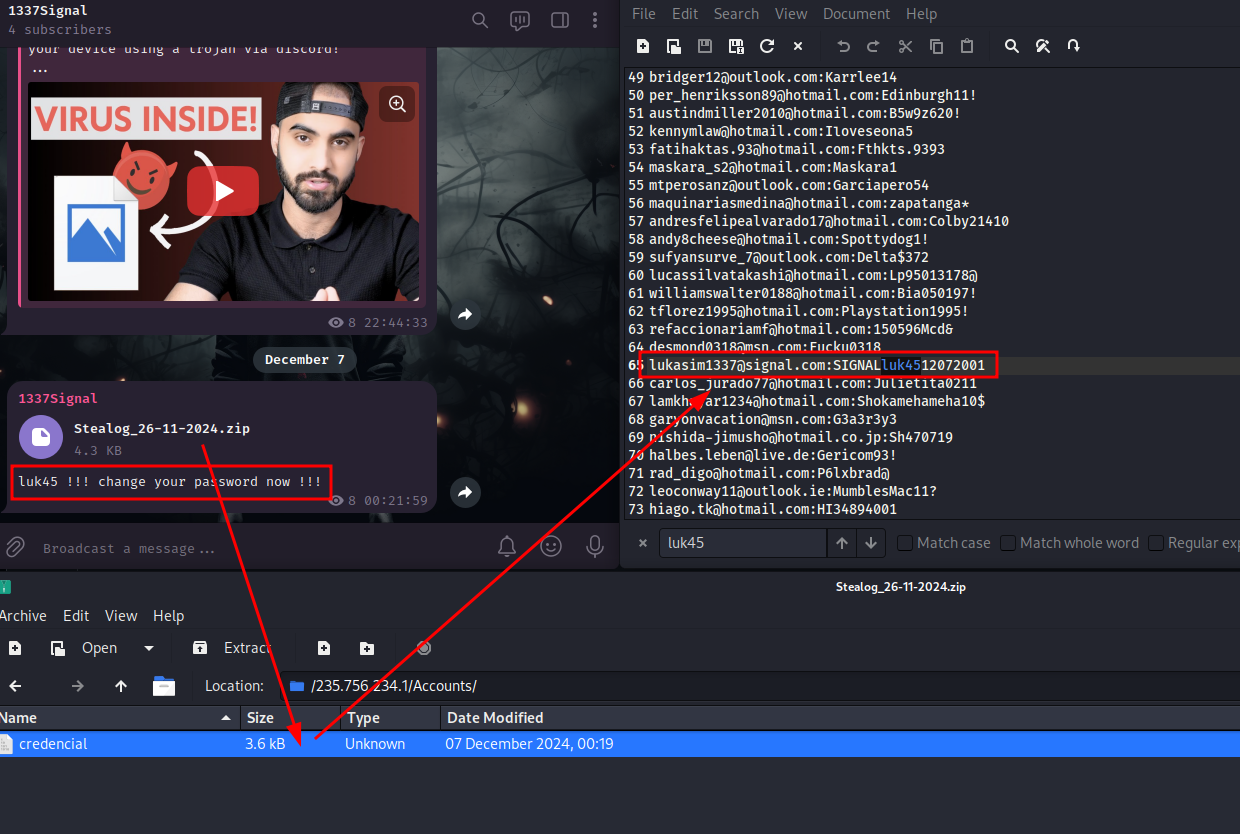 1337Signal
4 subscribers
your device using a trojan via discord!
...
VIRUS INSIDE!
8 22:44:33
December 7
1337Signal
Stealog_26-11-2024.zip
4.3 KB
luk45 !!! change your password now !!!
8 00:21:59
Broadcast a message...
File Edit Search View Document Help
49 bridger12@outlook.com:Karrlee14
50 per_henriksson89@hotmail.com:Edinburgh11!
51 austindmiller2010@hotmail.com:B5w9z620!
52 kennymlaw@hotmail.com:Iloveseona5
53 fatihaktas.93@hotmail.com:Fthkts.9393
54 maskara_s2@hotmail.com:Maskara1
55 mtperosanz@outlook.com:Garciapero54
56 maquinariasmedina@hotmail.com:zapatanga*
57 andresfelipealvarado17@hotmail.com:Colby21410
58 andy8cheese@hotmail.com:Spottydog1!
59 sufyansurve_7@outlook.com:Delta$372
60 lucassilvatakashi@hotmail.com:Lp95013178@
61 williamswalter0188@hotmail.com:Bia050197!
62 tflorez1995@hotmail.com:Playstation1995!
63 refaccionariamf@hotmail.com:150596Mcd&
64 desmond0318@msn.com:Fucku0318
65 lukasim1337@signal.com:SIGNALluk4512072001
66 carlos_jurado77@hotmail.com:Julietita0211
67 :Shokamehameha10$
68 garyonvacation@msn.com:G3a3r3y3
69 nishida-jimusho@hotmail.co.jp:Sh470719
70 halbes.leben@live.de:Gericom93!
71 rad_digo@hotmail.com:P6lxbrad@
72 leoconway11@outlook.ie:MumblesMac11?
73 hiago.tk@hotmail.com:HI34894001
luk45 Match case Match whole word Regular exp
Stealog_26-11-2024.zip
Archive Edit View Help
Open Extract
Location: /235.756.234.1/Accounts/
Name Size Type Date Modified
credencial 3.6 kB Unknown 07 December 2024, 00:19